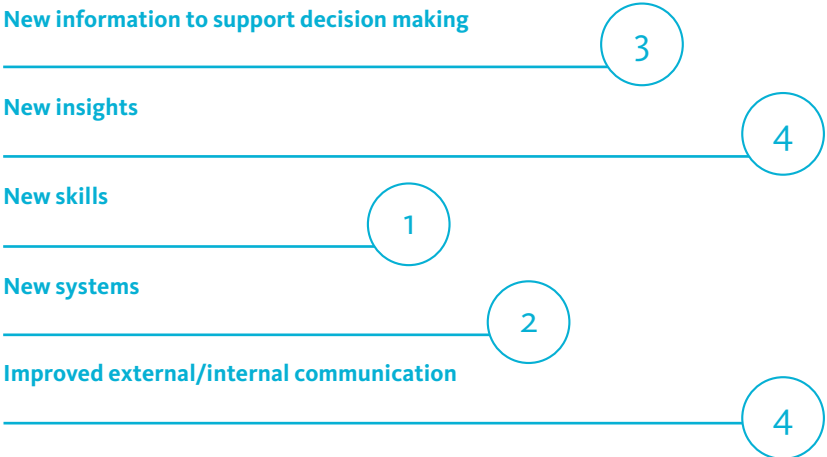 New information to support decision making
3
New insights
4
New skills
1
New systems
2
Improved external/internal communication
4